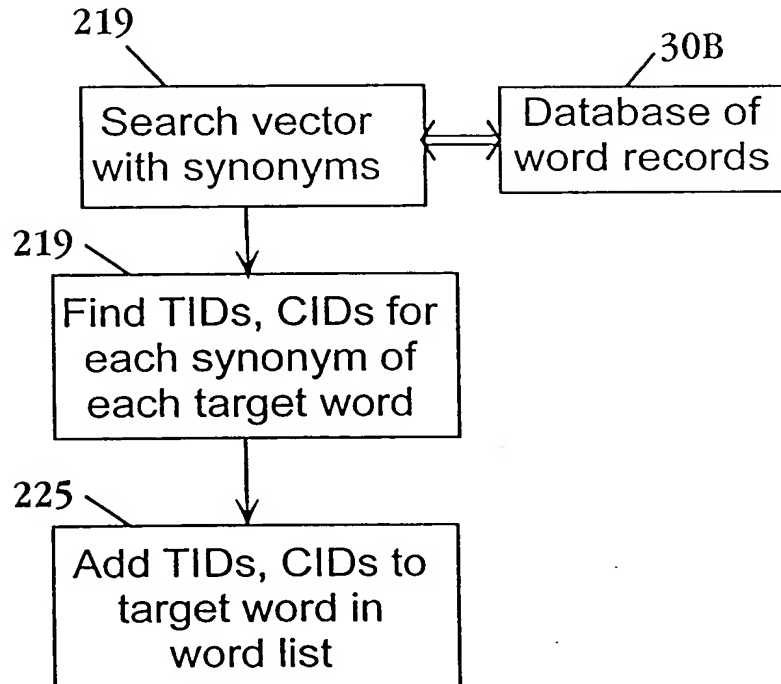 219
Search vector
with synonyms
30B
Database of
word records
219
Find TIDs, CIDs for
each synonym of
each target word
225
Add TIDs, CIDs to
target word in
word list